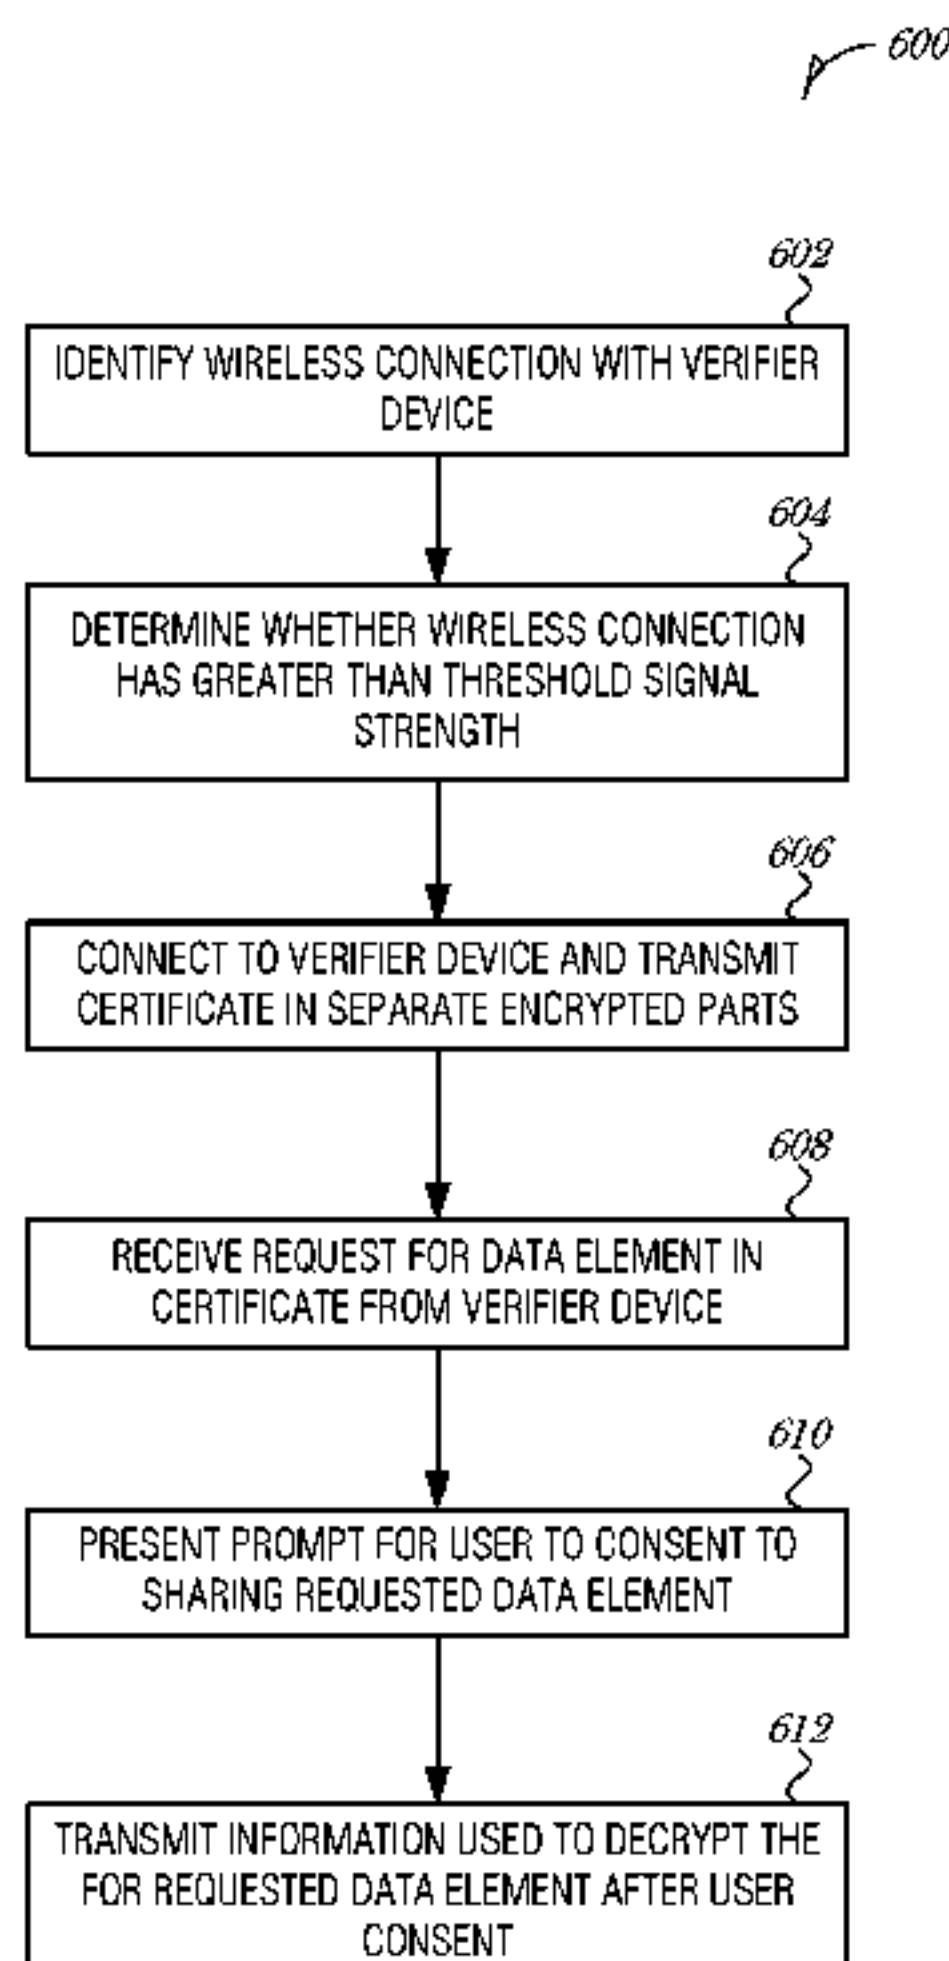 600
602
IDENTIFY WIRELESS CONNECTION WITH VERIFIER
DEVICE
604
DETERMINE WHETHER WIRELESS CONNECTION
HAS GREATER THAN THRESHOLD SIGNAL
STRENGTH
606
CONNECT TO VERIFIER DEVICE AND TRANSMIT
CERTIFICATE IN SEPARATE ENCRYPTED PARTS
608
RECEIVE REQUEST FOR DATA ELEMENT IN
CERTIFICATE FROM VERIFIER DEVICE
610
PRESENT PROMPT FOR USER TO CONSENT TO
SHARING REQUESTED DATA ELEMENT
612
TRANSMIT INFORMATION USED TO DECRYPT THE
FOR REQUESTED DATA ELEMENT AFTER USER
CONSENT